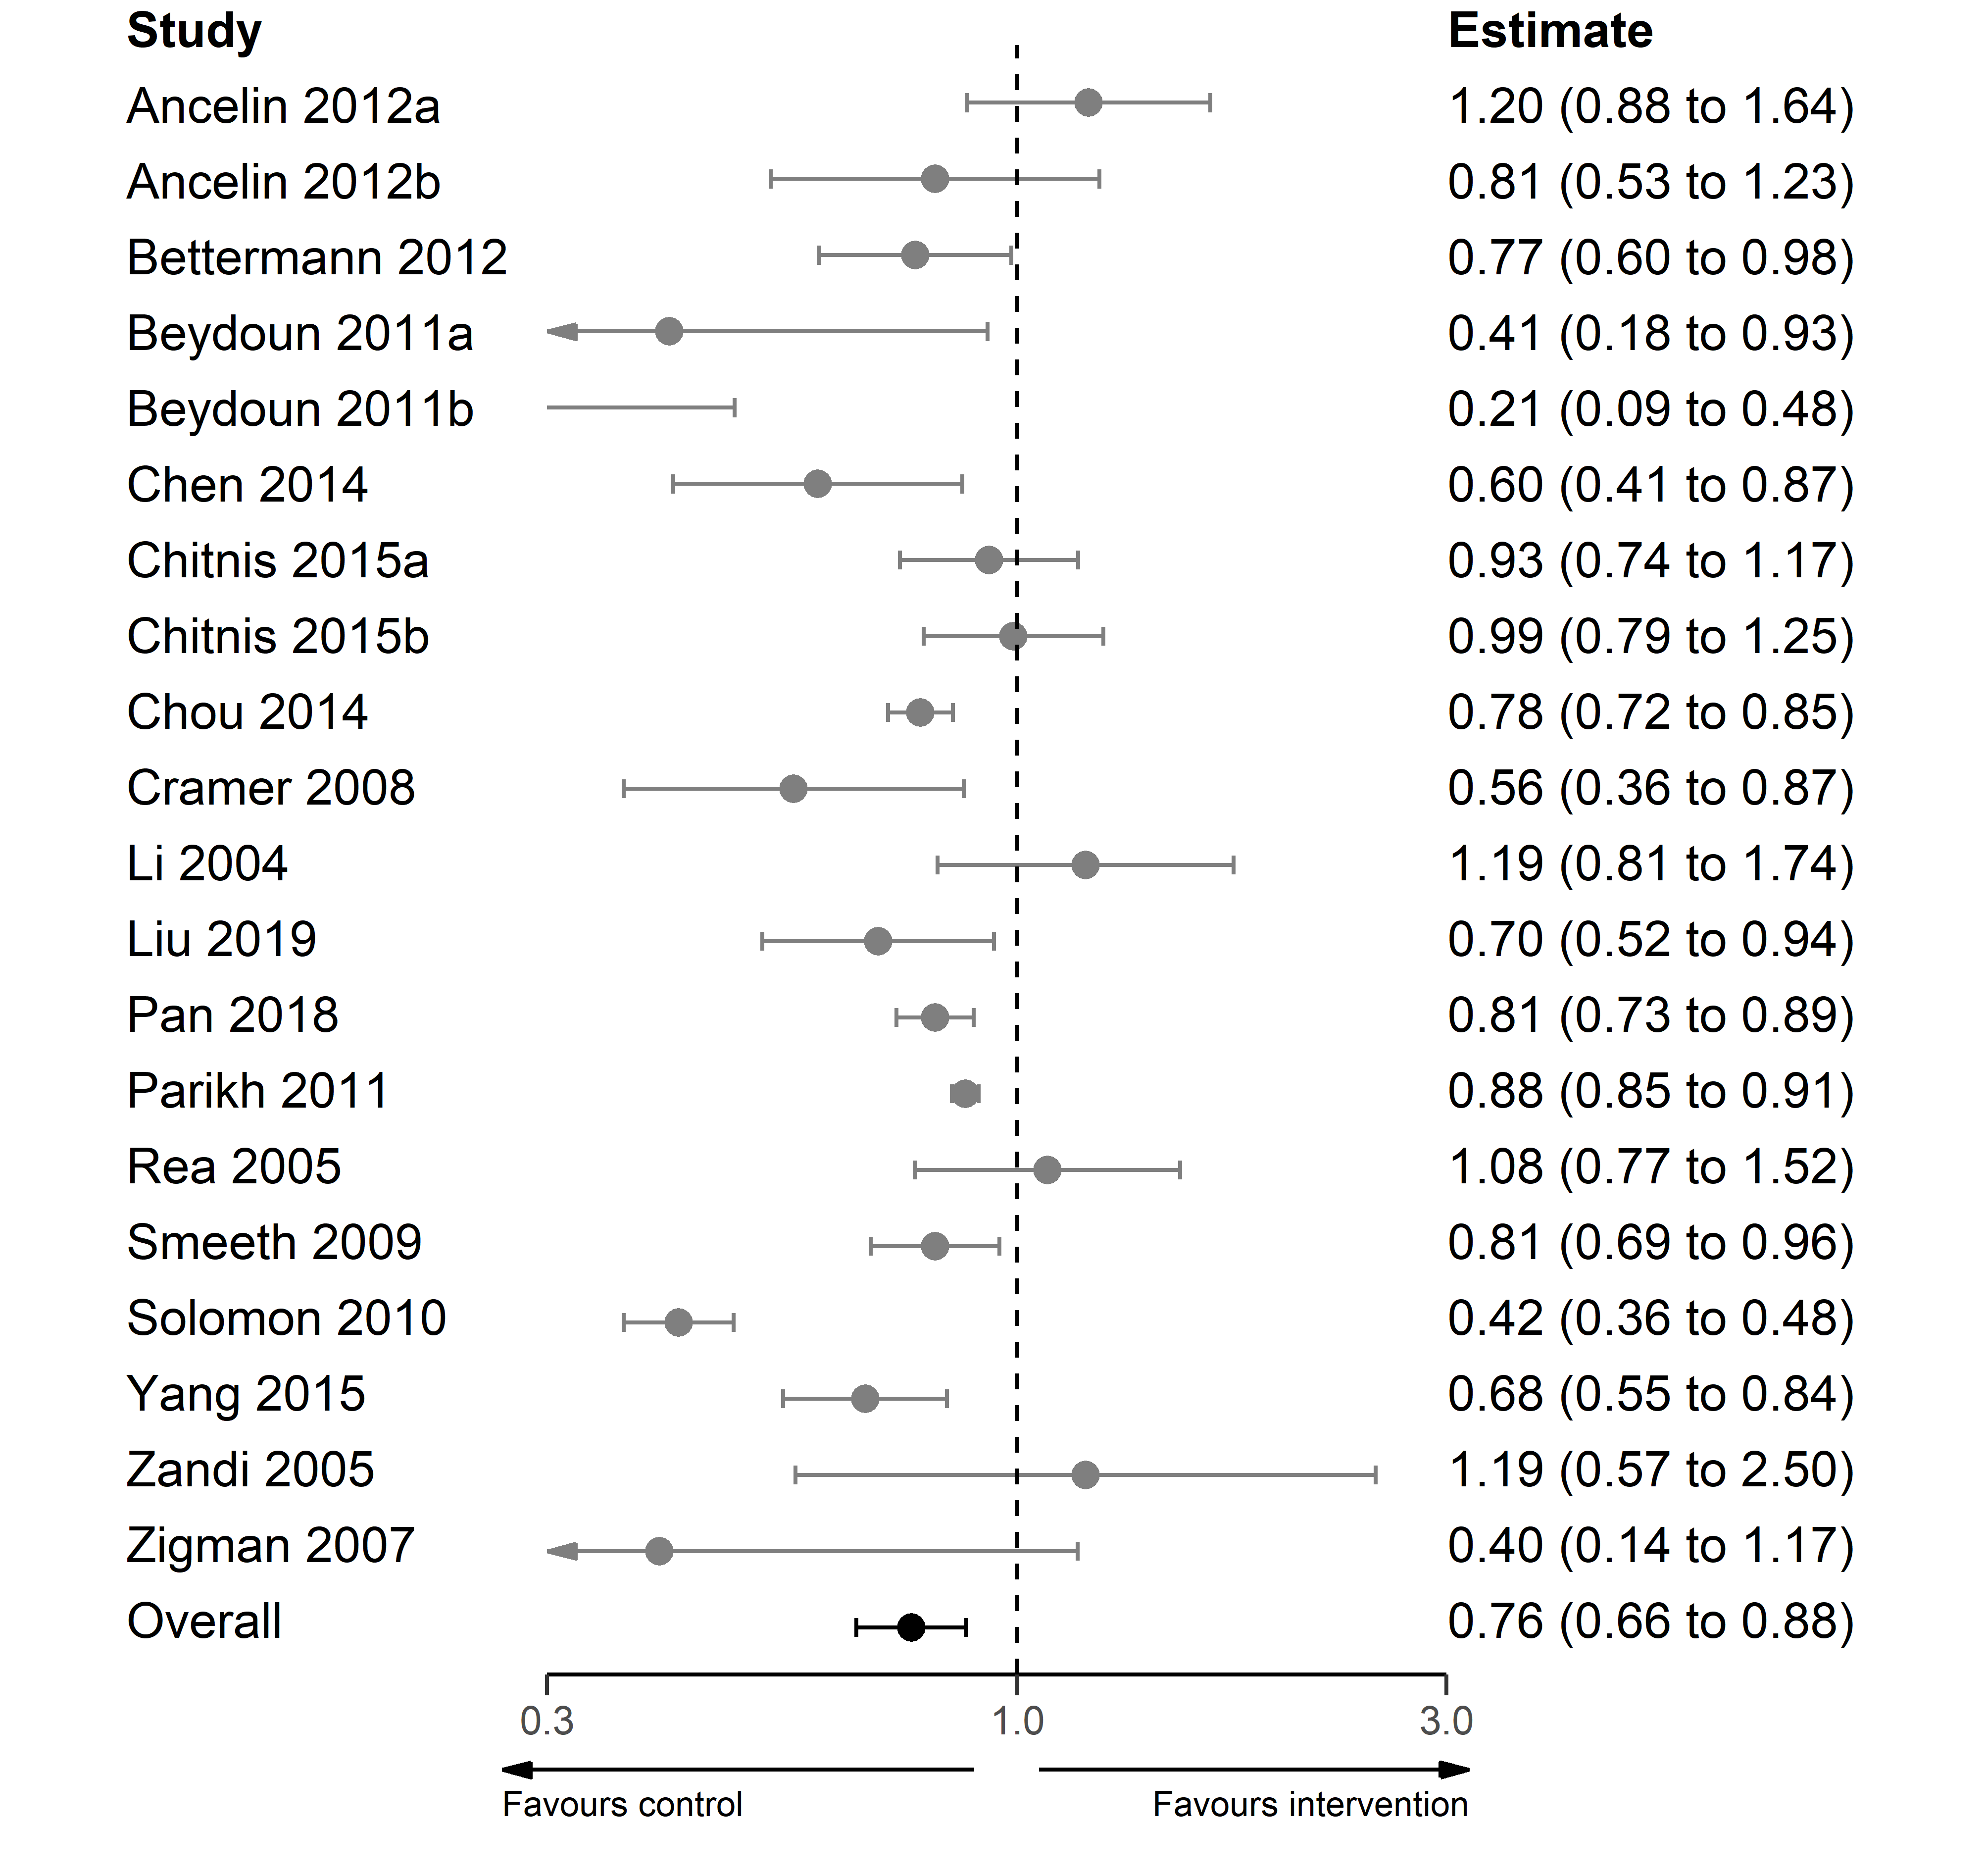 Study Estimate
Ancelin 2012a 1.20 (0.88 to 1.64)
Ancelin 2012b 0.81 (0.53 to 1.23)
Bettermann 2012 0.77 (0.60 to 0.98)
Beydoun 2011a 0.41 (0.18 to 0.93)
Beydoun 2011b 0.21 (0.09 to 0.48)
Chen 2014 0.60 (0.41 to 0.87)
Chitnis 2015a 0.93 (0.74 to 1.17)
Chitnis 2015b 0.99 (0.79 to 1.25)
Chou 2014 0.78 (0.72 to 0.85)
Cramer 2008 0.56 (0.36 to 0.87)
Li 2004 1.19 (0.81 to 1.74)
Liu 2019 0.70 (0.52 to 0.94)
Pan 2018 0.81 (0.73 to 0.89)
Parikh 2011 0.88 (0.85 to 0.91)
Rea 2005 1.08 (0.77 to 1.52)
Smeeth 2009 0.81 (0.69 to 0.96)
Solomon 2010 0.42 (0.36 to 0.48)
Yang 2015 0.68 (0.55 to 0.84)
Zandi 2005 1.19 (0.57 to 2.50)
Zigman 2007 0.40 (0.14 to 1.17)
Overall 0.76 (0.66 to 0.88)
0.3 1.0 3.0
Favours control Favours intervention